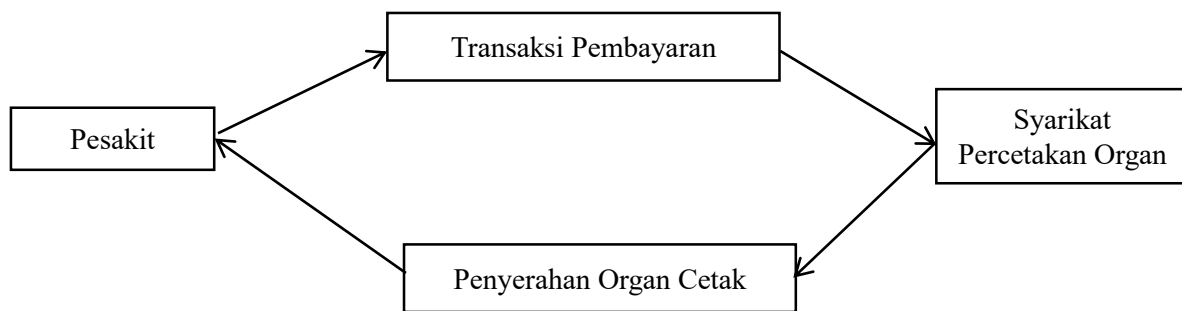 Transaksi Pembayaran
Pesakit
Syarikat
Percetakan Organ
Penyerahan Organ Cetak